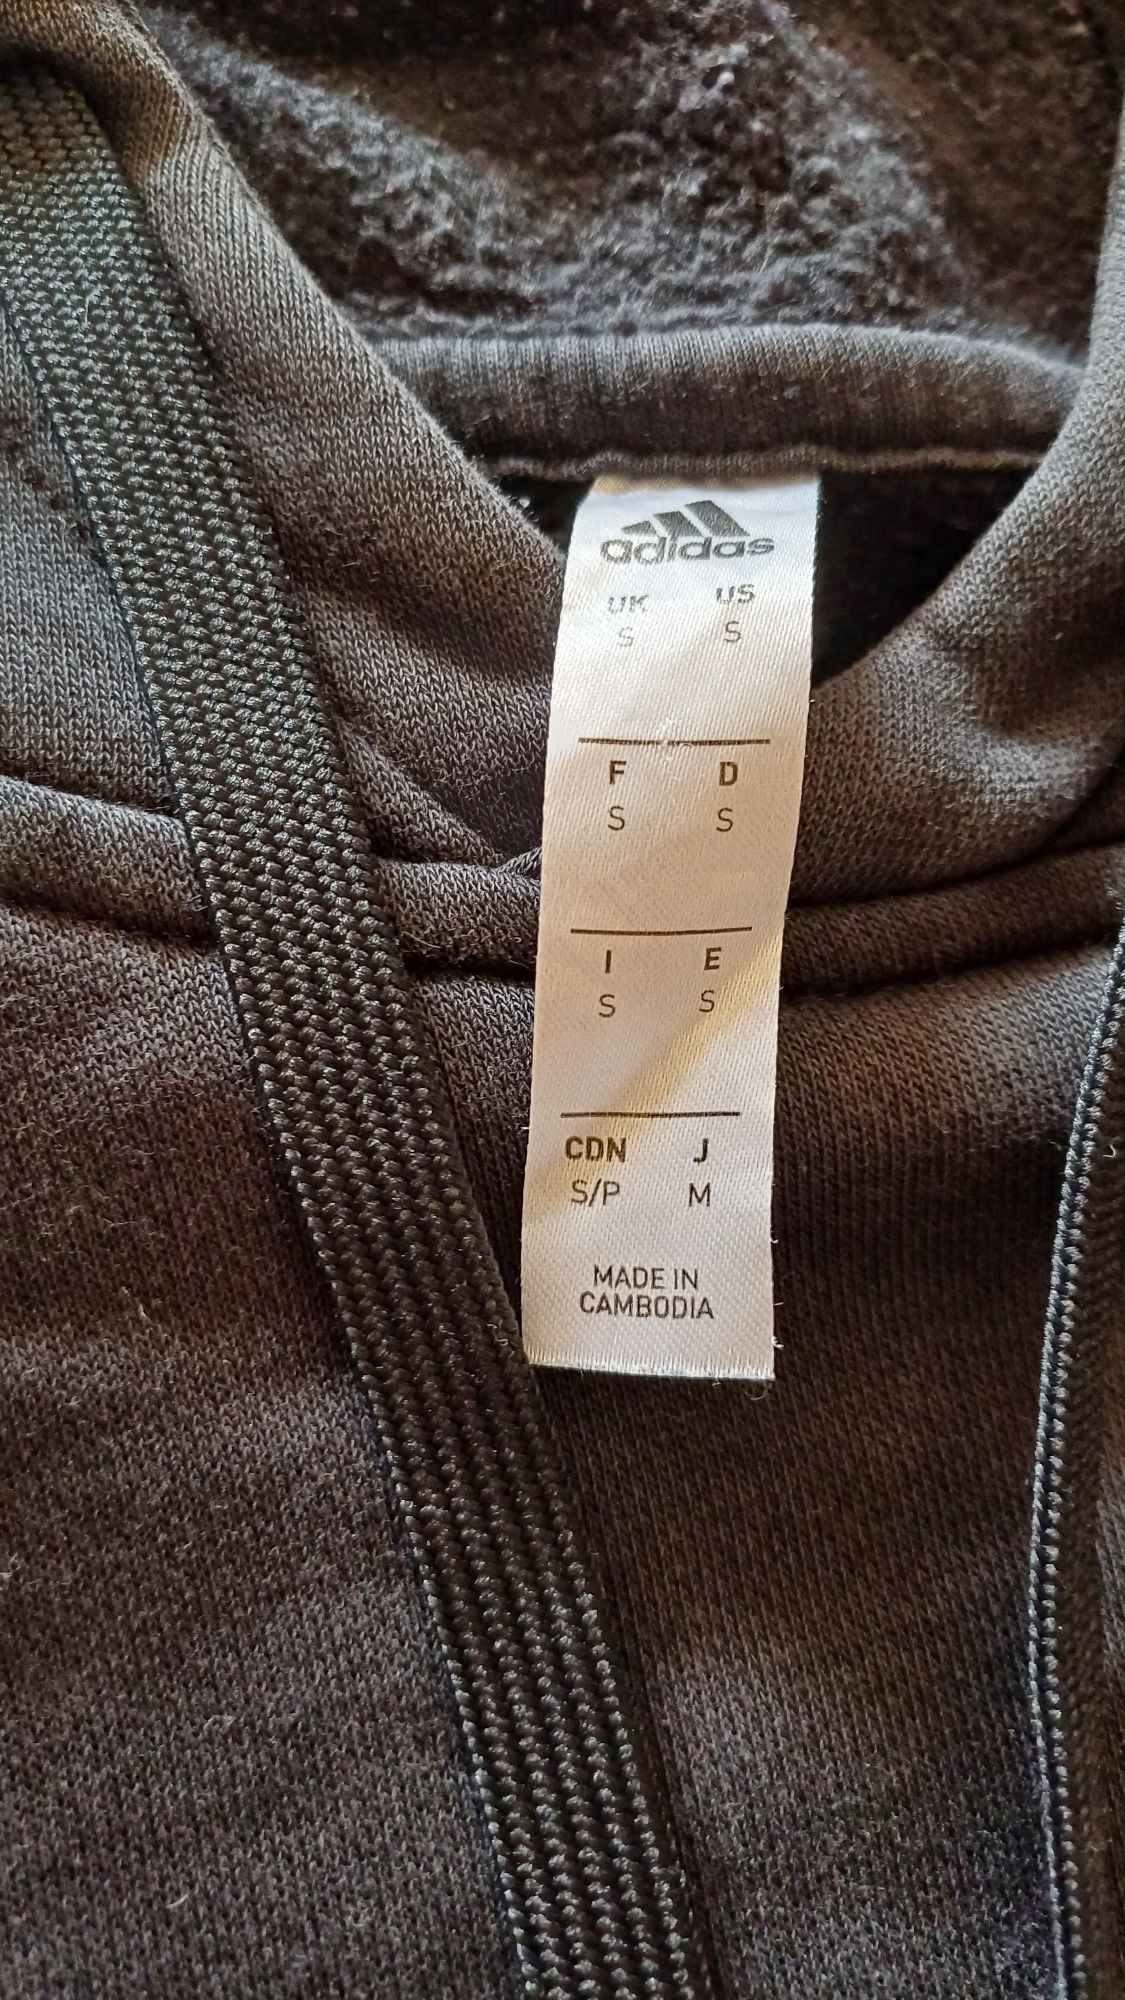 adidas
UK US
S S
F D
S S
I E
S S
CDN J
S/P M
MADE IN
CAMBODIA